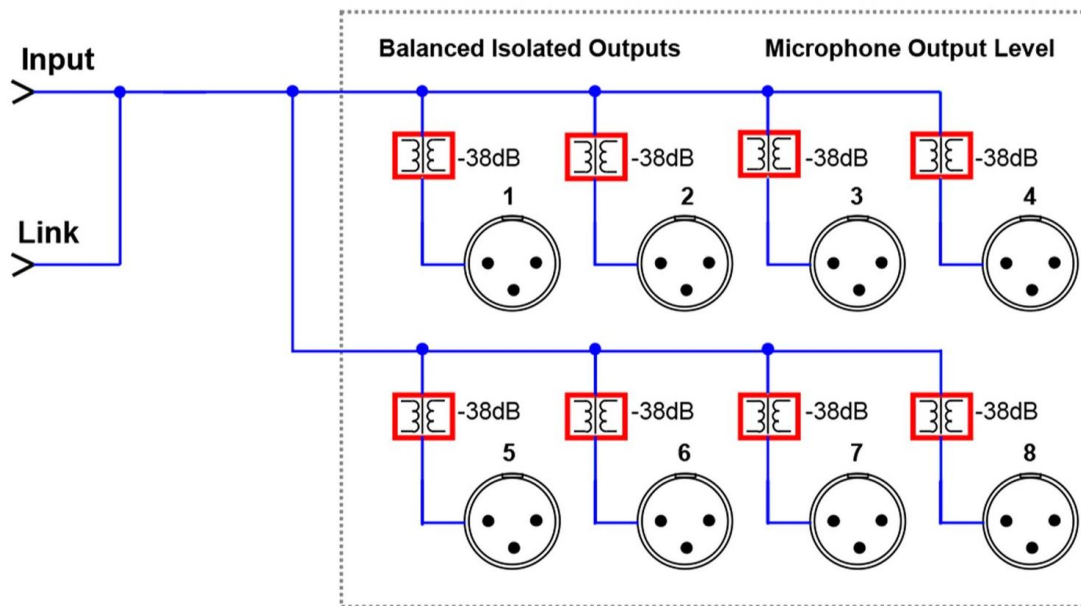 Balanced Isolated Outputs Microphone Output Level
Input
-38dB -38dB -38dB -38dB
1 2 3 4
Link
-38dB -38dB -38dB -38dB
5 6 7 8